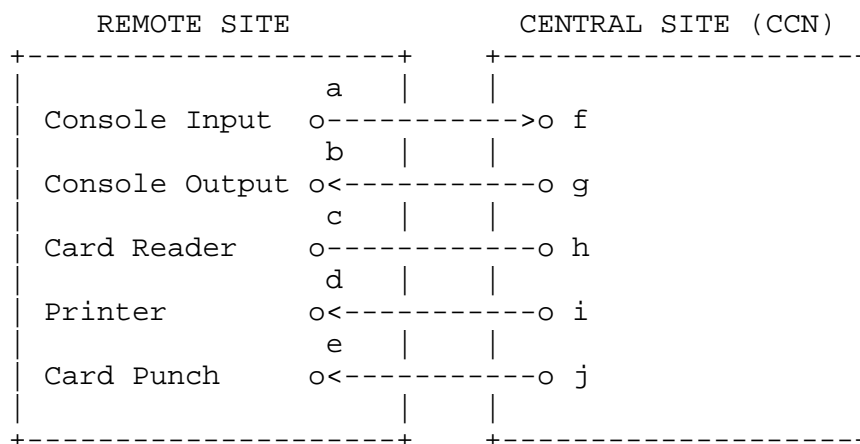 REMOTE SITE CENTRAL SITE (CCN)
+---------------------+ +---------------------
| a | |
| Console Input o----------->o f
| b | |
| Console Output o<-----------o g
| c | |
| Card Reader o------------o h
| d | |
| Printer o<-----------o i
| e | |
| Card Punch o<-----------o j
| | |
+---------------------+ +---------------------